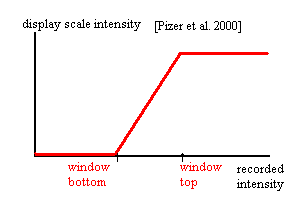 display scale intensity [Pizer et al. 2000]
window
bottom
window
top
recorded
intensity